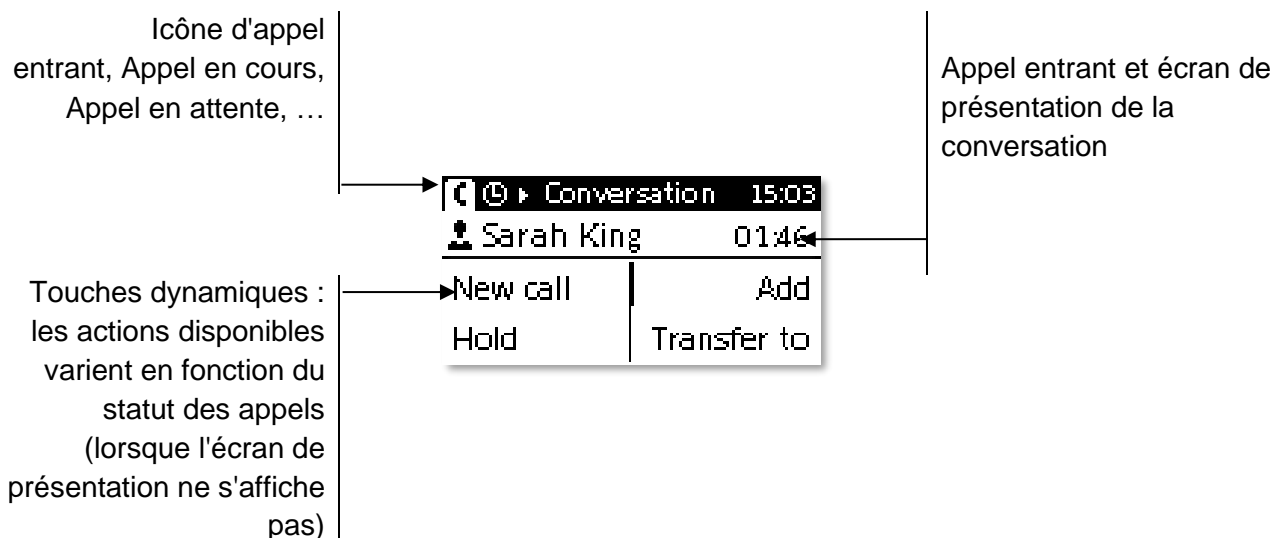 Icône d'appel
entrant, Appel en cours,
Appel en attente, …
Appel entrant et écran de
présentation de la
conversation
Conversation 15:03
Sarah King 01:46
Touches dynamiques :
les actions disponibles
varient en fonction du
statut des appels
(lorsque l'écran de
présentation ne s'affiche
pas)
New call Add
Hold Transfer to